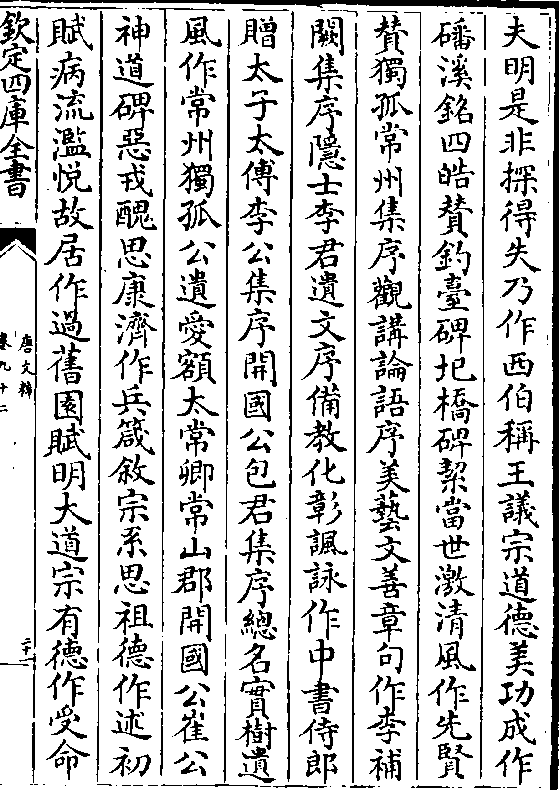 夫明是非探得失乃作西伯稱王議宗道德美功成作
磻溪銘四皓賛釣臺碑圯橋碑絜當世激清風作先賢
賛獨孤常州集序觀講論語序美藝文善章句作李補
闕集序隱士李君遺文序備教化彰諷詠作中書侍郎
贈太子太傅李公集序開國公包君集序總名實樹遺
風作常州獨孤公遺愛額太常卿常山郡開國公崔公
神道碑惡戎醜思康濟作兵箴敘宗系思祖德作述初
賦病流濫悦故居作過舊園賦明大道宗有德作受命
欽定四庫全書
唐文粹
卷九十二
二十一